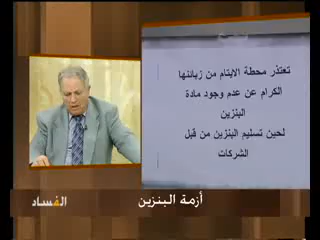 تعتذر محطة الايتام من زبائنها
الكرام عن عدم وجود مادة
البنزين
لحين تسليم البنزين من قبل
الشركات
أزمة البنزين
الفساد